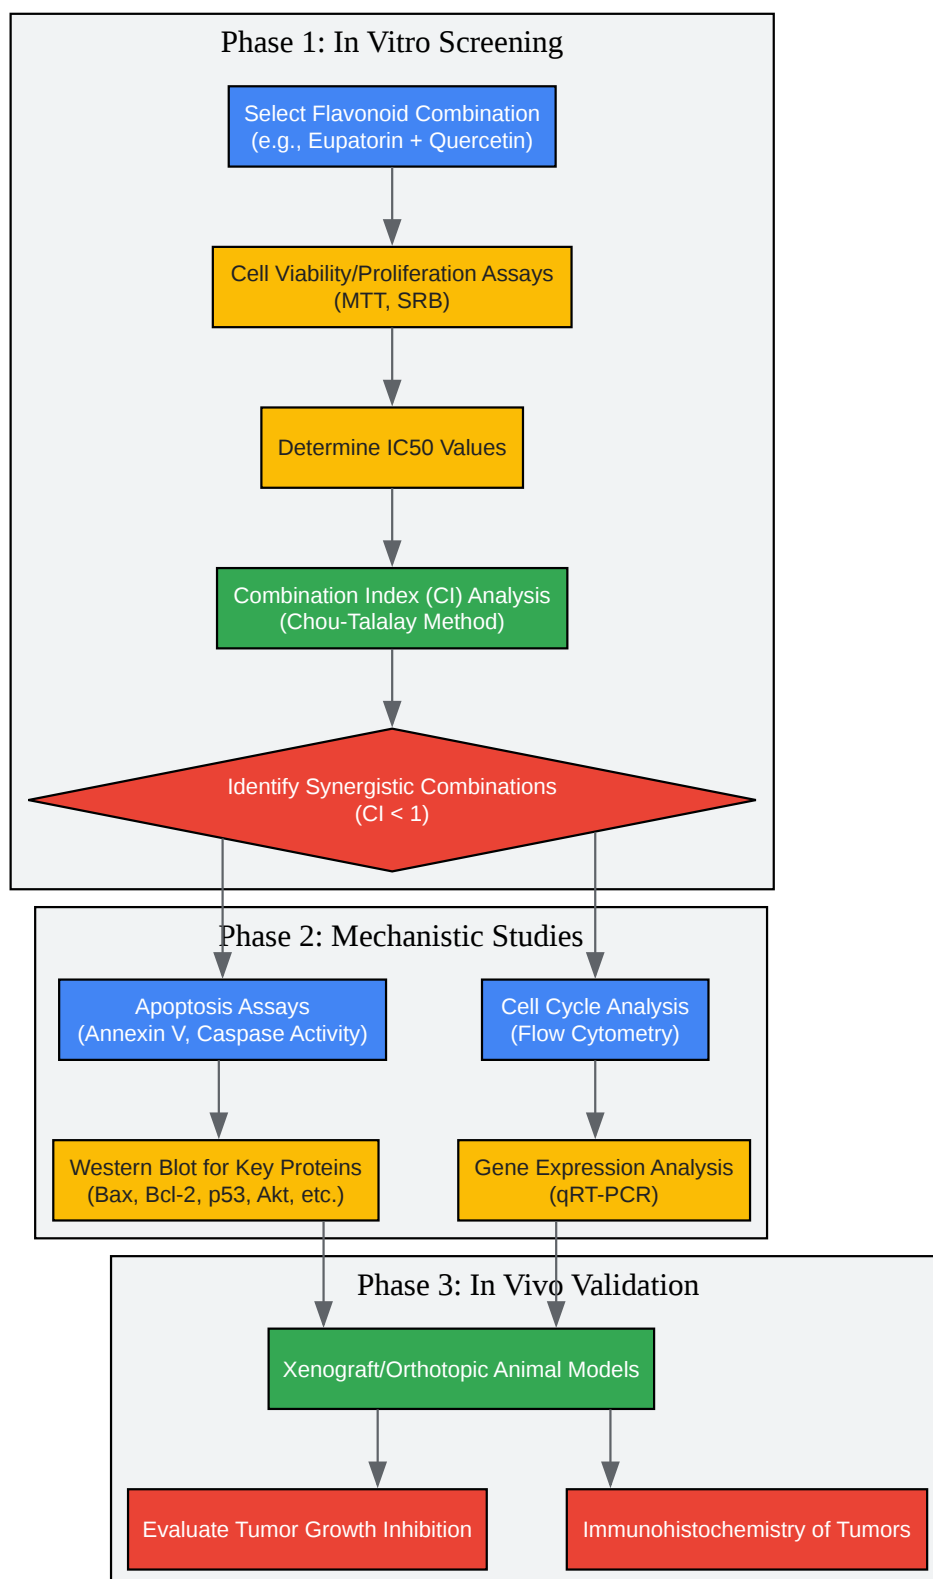 Phase 1: In Vitro Screening
Select Flavonoid Combination
(e.g., Eupatorin + Quercetin)
Cell Viability/Proliferation Assays
(MTT, SRB)
Determine IC50 Values
Combination Index (CI) Analysis
(Chou-Talalay Method)
Identify Synergistic Combinations
(CI < 1)
Phase 2: Mechanistic Studies
Apoptosis Assays
(Annexin V, Caspase Activity)
Cell Cycle Analysis
(Flow Cytometry)
Western Blot for Key Proteins
(Bax, Bcl-2, p53, Akt, etc.)
Gene Expression Analysis
(qRT-PCR)
Phase 3: In Vivo Validation
Xenograft/Orthotopic Animal Models
Evaluate Tumor Growth Inhibition
Immunohistochemistry of Tumors